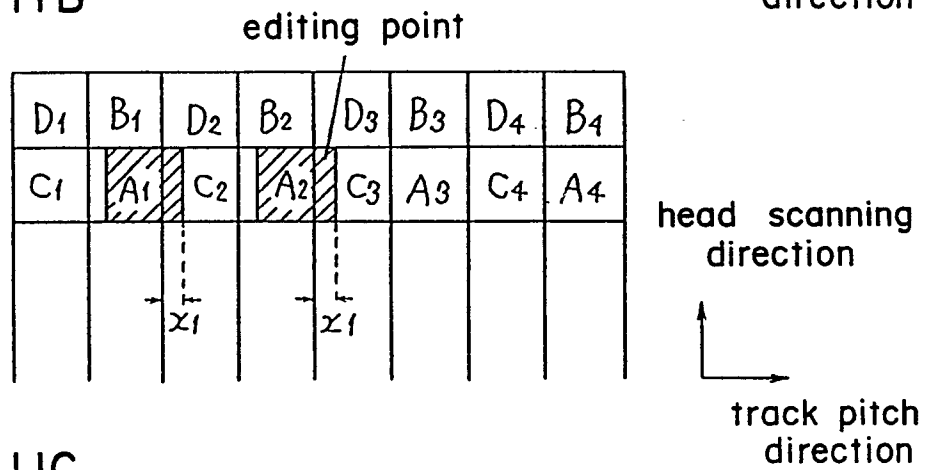 direction
editing point
D1 B1 D2 B2 D3 B3 D4 B4
C1 A1 C2 A2 C3 A3 C4 A4
head scanning
direction
x1 x1
track pitch
direction